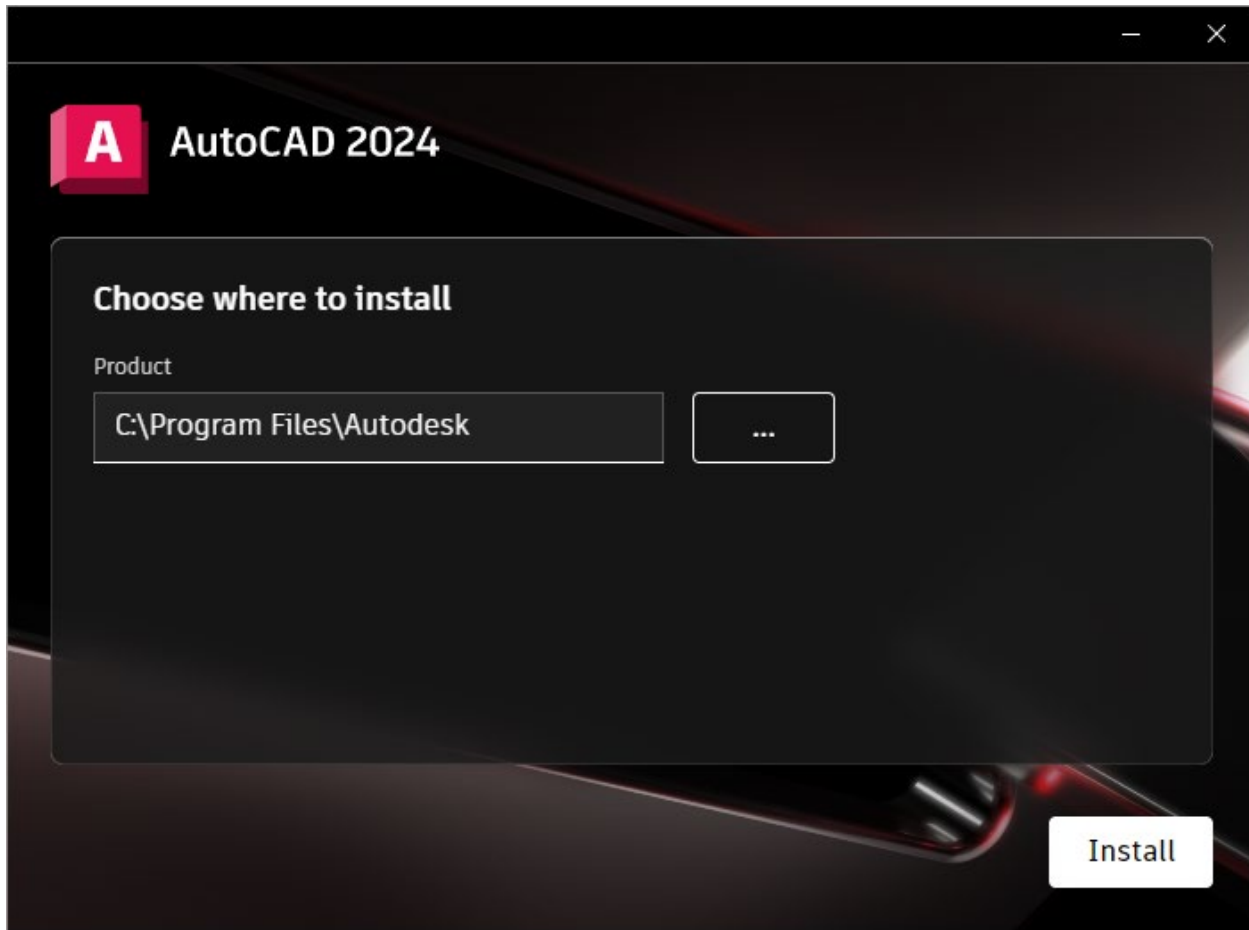 A AutoCAD 2024
Choose where to install
Product
C:\Program Files\Autodesk ...
Install